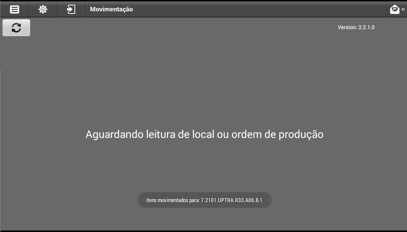 Movimentação
Version: 2.2.1.0
Aguardando leitura de local ou ordem de produção
Itens movimentados para: 7.2101.UPTRA.R33.A06.B.1